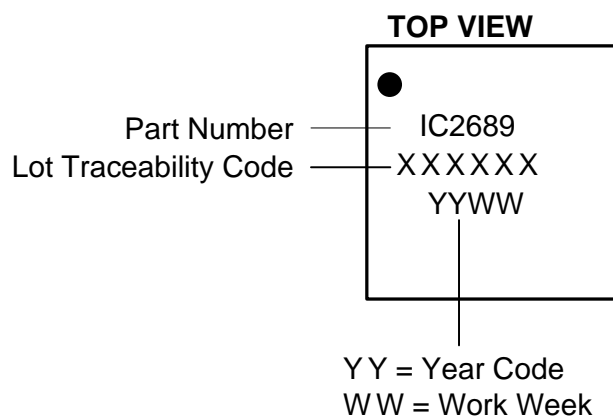 TOP VIEW
Part Number
IC2689
Lot Traceability Code
XXXXXX
YYWW
YY = Year Code
WW = Work Week